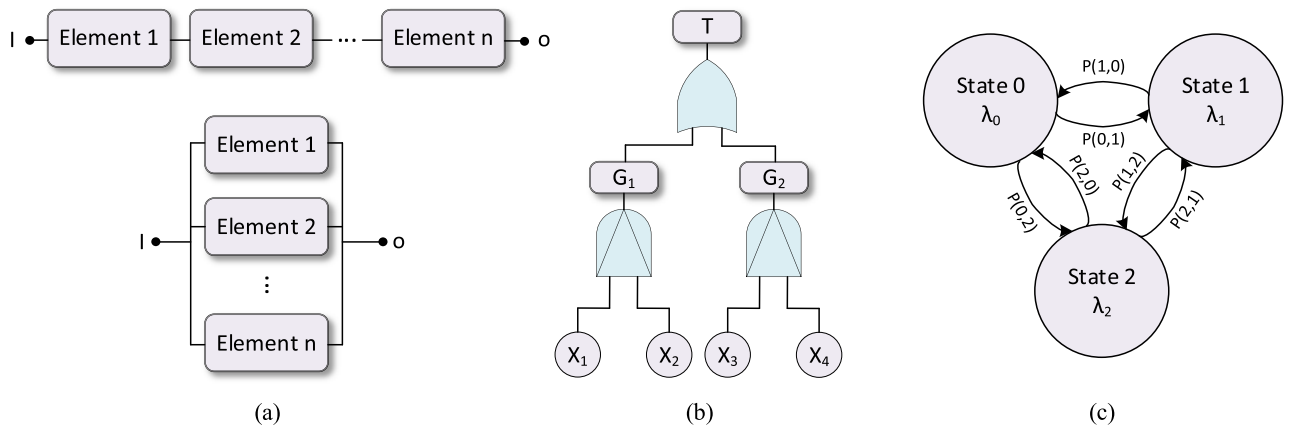 I Element 1 Element 2 ... Element n o
Element 1
Element 2
I o
⋮
Element n
(a)
T
G₁ G₂
X₁ X₂ X₃ X₄
(b)
State 0
λ₀
P(1,0)
P(0,1)
State 1
λ₁
P(0,2)
P(2,0)
P(1,2)
P(2,1)
State 2
λ₂
(c)